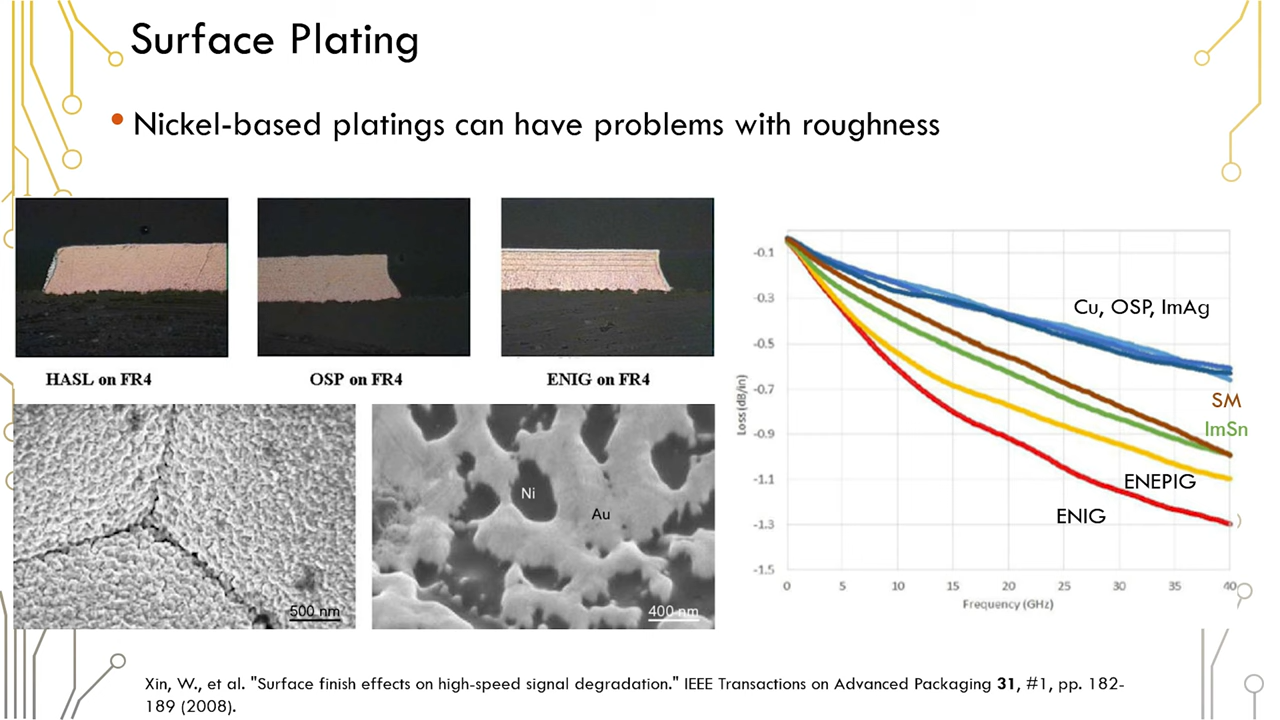 Surface Plating
• Nickel-based platings can have problems with roughness
HASL on FR4
OSP on FR4
ENIG on FR4
500 nm
Ni
Au
400 nm
Loss(dB/in)
-0.1
-0.3
-0.5
-0.7
-0.9
-1.1
-1.3
-1.5
Cu, OSP, ImAg
SM
ImSn
ENEPIG
ENIG
0 5 10 15 20 25 30 35 40
Frequency (GHz)
Xin, W., et al. "Surface finish effects on high-speed signal degradation." IEEE Transactions on Advanced Packaging 31, #1, pp. 182-
189 (2008).